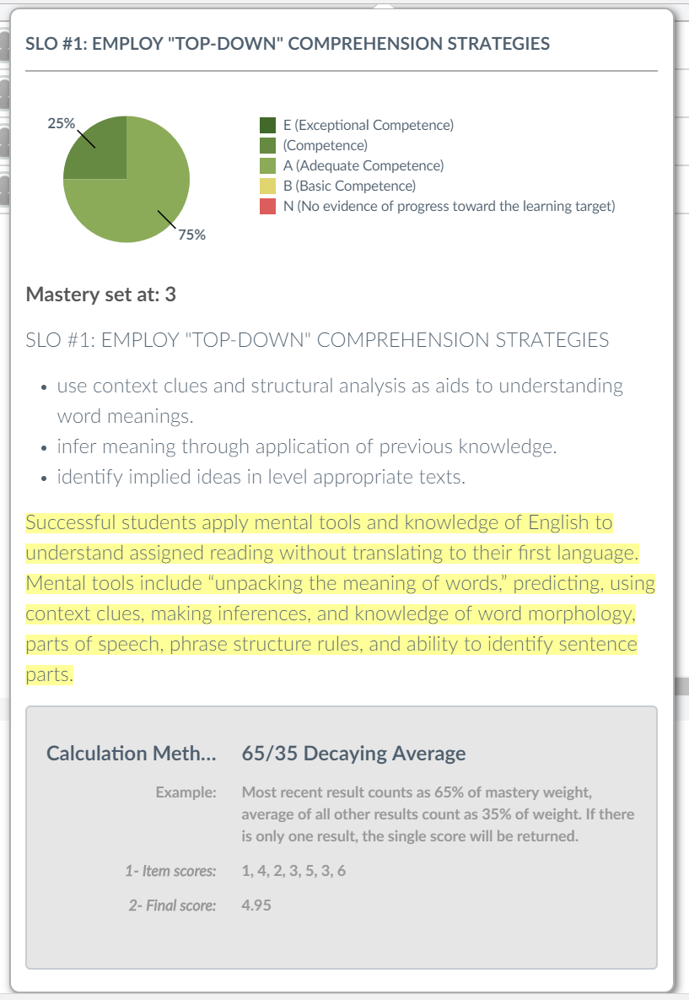 SLO #1: EMPLOY "TOP-DOWN" COMPREHENSION STRATEGIES
25%
75%
E (Exceptional Competence)
(Competence)
A (Adequate Competence)
B (Basic Competence)
N (No evidence of progress toward the learning target)
Mastery set at: 3
SLO #1: EMPLOY "TOP-DOWN" COMPREHENSION STRATEGIES
• use context clues and structural analysis as aids to understanding
word meanings.
• infer meaning through application of previous knowledge.
• identify implied ideas in level appropriate texts.
Successful students apply mental tools and knowledge of English to
understand assigned reading without translating to their first language.
Mental tools include “unpacking the meaning of words,” predicting, using
context clues, making inferences, and knowledge of word morphology,
parts of speech, phrase structure rules, and ability to identify sentence
parts.
Calculation Meth... 65/35 Decaying Average
Example: Most recent result counts as 65% of mastery weight,
average of all other results count as 35% of weight. If there
is only one result, the single score will be returned.
1- Item scores: 1, 4, 2, 3, 5, 3, 6
2- Final score: 4.95